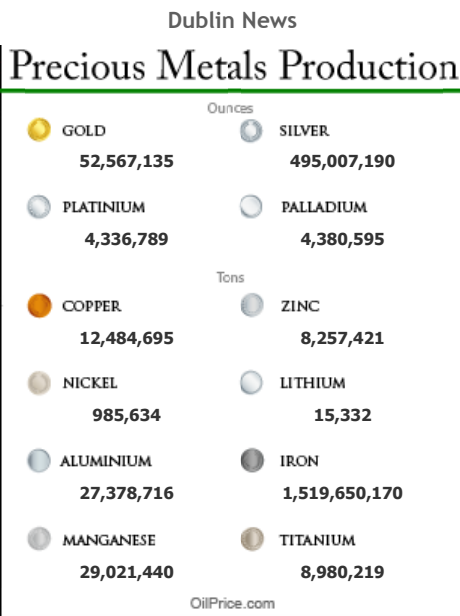 Dublin News
Precious Metals Production
Ounces
GOLD SILVER
52,567,135 495,007,190
PLATINIUM PALLADIUM
4,336,789 4,380,595
Tons
COPPER ZINC
12,484,695 8,257,421
NICKEL LITHIUM
985,634 15,332
ALUMINIUM IRON
27,378,716 1,519,650,170
MANGANESE TITANIUM
29,021,440 8,980,219
OilPrice.com